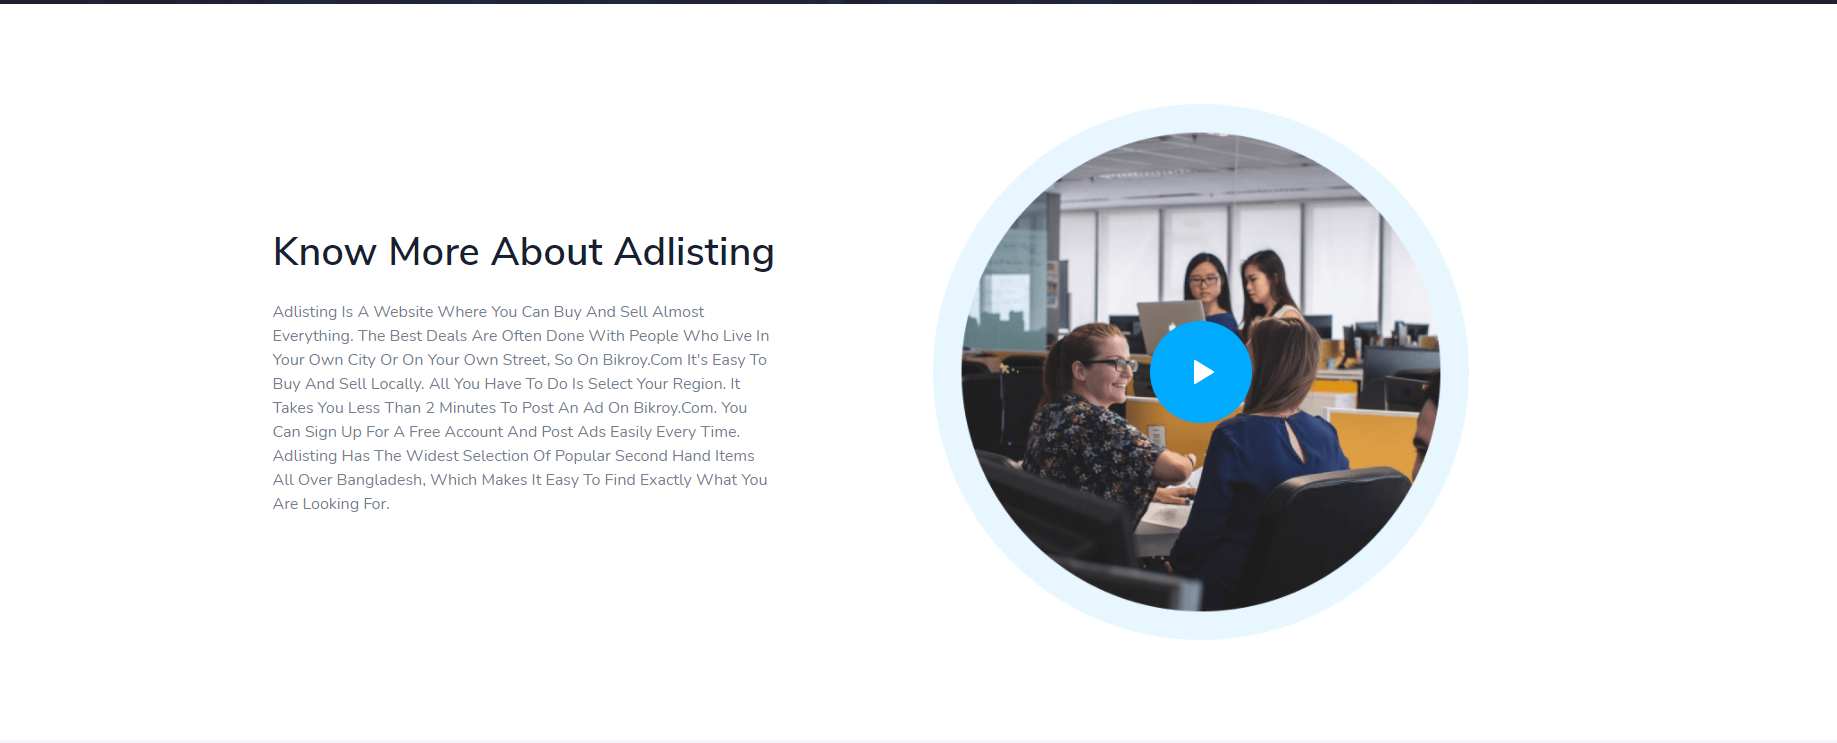 Know More About Adlisting
Adlisting Is A Website Where You Can Buy And Sell Almost
Everything. The Best Deals Are Often Done With People Who Live In
Your Own City Or On Your Own Street, So On Bikroy.Com It's Easy To
Buy And Sell Locally. All You Have To Do Is Select Your Region. It
Takes You Less Than 2 Minutes To Post An Ad On Bikroy.Com. You
Can Sign Up For A Free Account And Post Ads Easily Every Time.
Adlisting Has The Widest Selection Of Popular Second Hand Items
All Over Bangladesh, Which Makes It Easy To Find Exactly What You
Are Looking For.